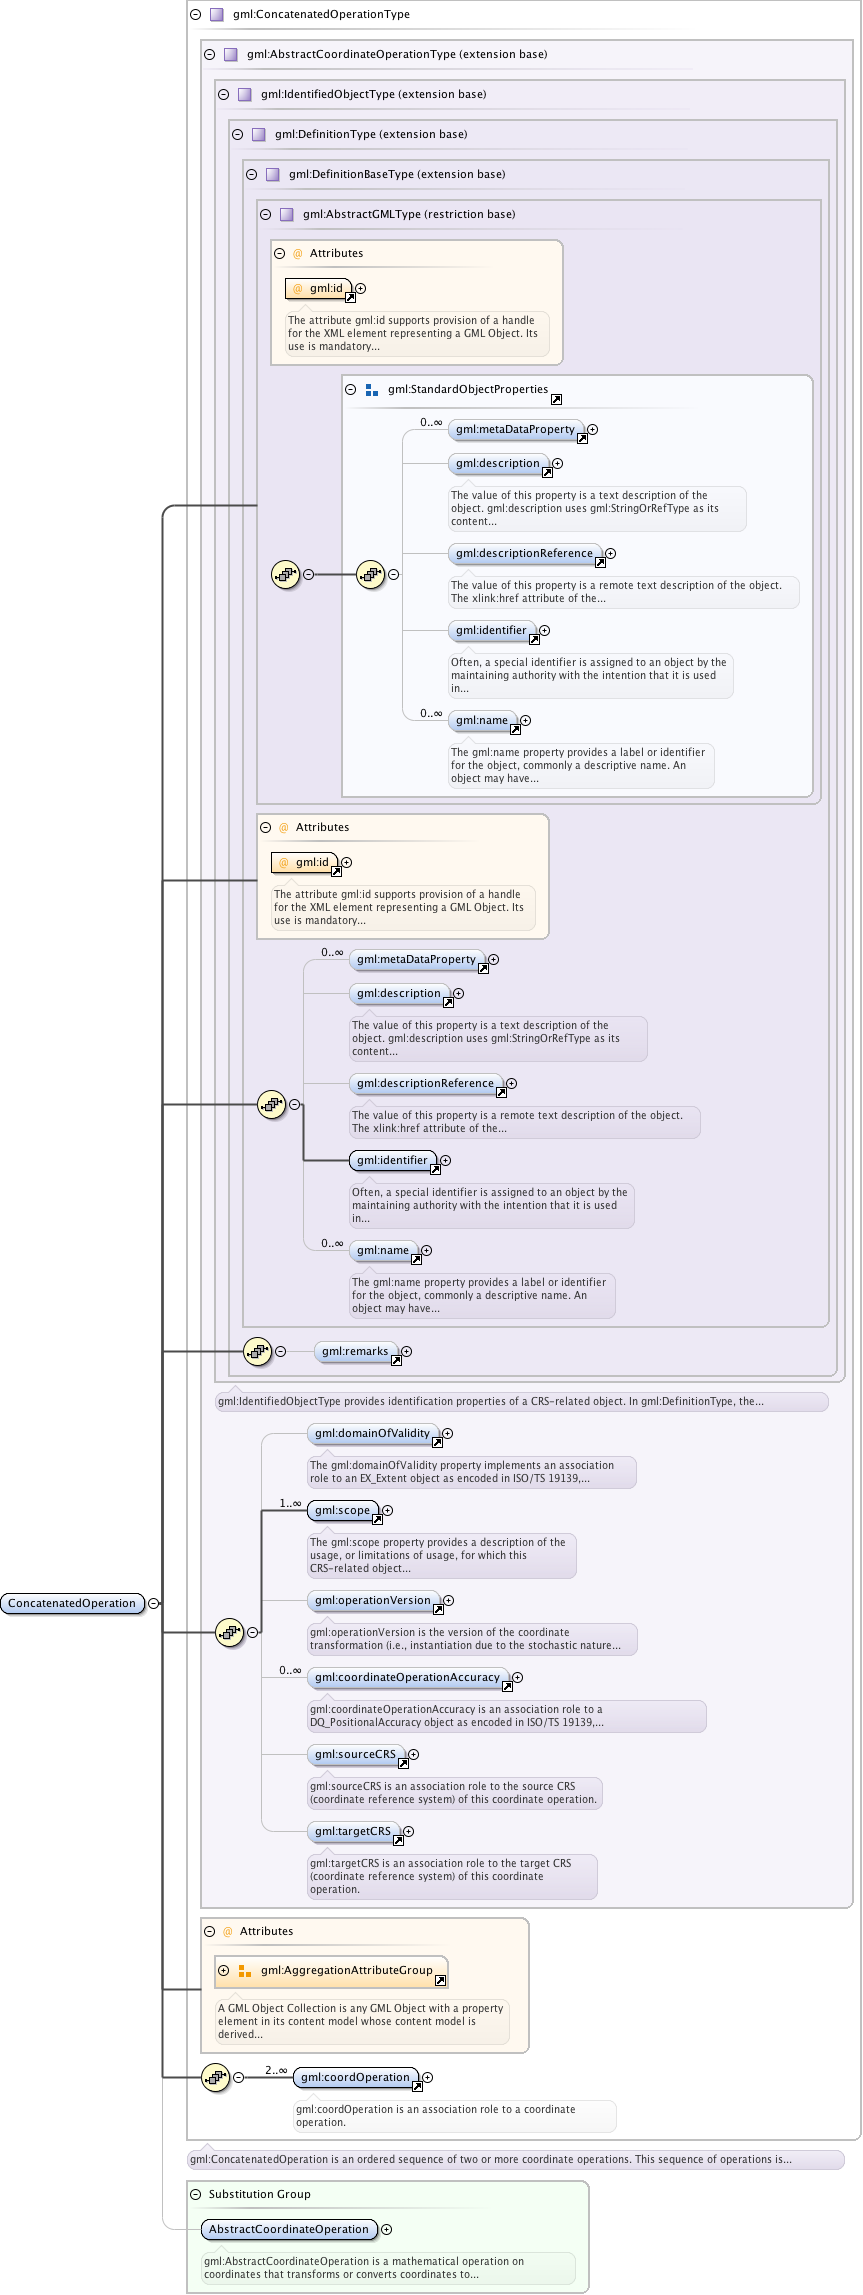 gml:ConcatenatedOperationType
gml:AbstractCoordinateOperationType (extension base)
gml:IdentifiedObjectType (extension base)
gml:DefinitionType (extension base)
gml:DefinitionBaseType (extension base)
gml:AbstractGMLType (restriction base)
@ Attributes
@ gml:id
The attribute gml:id supports provision of a handle
for the XML element representing a GML Object. Its
use is mandatory...
gml:StandardObjectProperties
0..∞
gml:metaDataProperty
gml:description
The value of this property is a text description of the
object. gml:description uses gml:StringOrRefType as its
content...
gml:descriptionReference
The value of this property is a remote text description of the object.
The xlink:href attribute of the...
gml:identifier
Often, a special identifier is assigned to an object by the
maintaining authority with the intention that it is used
in...
0..∞
gml:name
The gml:name property provides a label or identifier
for the object, commonly a descriptive name. An
object may have...
@ Attributes
@ gml:id
The attribute gml:id supports provision of a handle
for the XML element representing a GML Object. Its
use is mandatory...
0..∞
gml:metaDataProperty
gml:description
The value of this property is a text description of the
object. gml:description uses gml:StringOrRefType as its
content...
gml:descriptionReference
The value of this property is a remote text description of the object.
The xlink:href attribute of the...
gml:identifier
Often, a special identifier is assigned to an object by the
maintaining authority with the intention that it is used
in...
0..∞
gml:name
The gml:name property provides a label or identifier
for the object, commonly a descriptive name. An
object may have...
gml:remarks
gml:IdentifiedObjectType provides identification properties of a CRS-related object. In gml:DefinitionType, the...
gml:domainOfValidity
The gml:domainOfValidity property implements an association
role to an EX_Extent object as encoded in ISO/TS 19139,...
1..∞
gml:scope
The gml:scope property provides a description of the
usage, or limitations of usage, for which this
CRS-related object...
ConcatenatedOperation
gml:operationVersion
gml:operationVersion is the version of the coordinate
transformation (i.e., instantiation due to the stochastic nature...
0..∞
gml:coordinateOperationAccuracy
gml:coordinateOperationAccuracy is an association role to a
DQ_PositionalAccuracy object as encoded in ISO/TS 19139,...
gml:sourceCRS
gml:sourceCRS is an association role to the source CRS
(coordinate reference system) of this coordinate operation.
gml:targetCRS
gml:targetCRS is an association role to the target CRS
(coordinate reference system) of this coordinate
operation.
@ Attributes
gml:AggregationAttributeGroup
A GML Object Collection is any GML Object with a property
element in its content model whose content model is
derived...
2..∞
gml:coordOperation
gml:coordOperation is an association role to a coordinate
operation.
gml:ConcatenatedOperation is an ordered sequence of two or more coordinate operations. This sequence of operations is...
Substitution Group
AbstractCoordinateOperation
gml:AbstractCoordinateOperation is a mathematical operation on
coordinates that transforms or converts coordinates to...